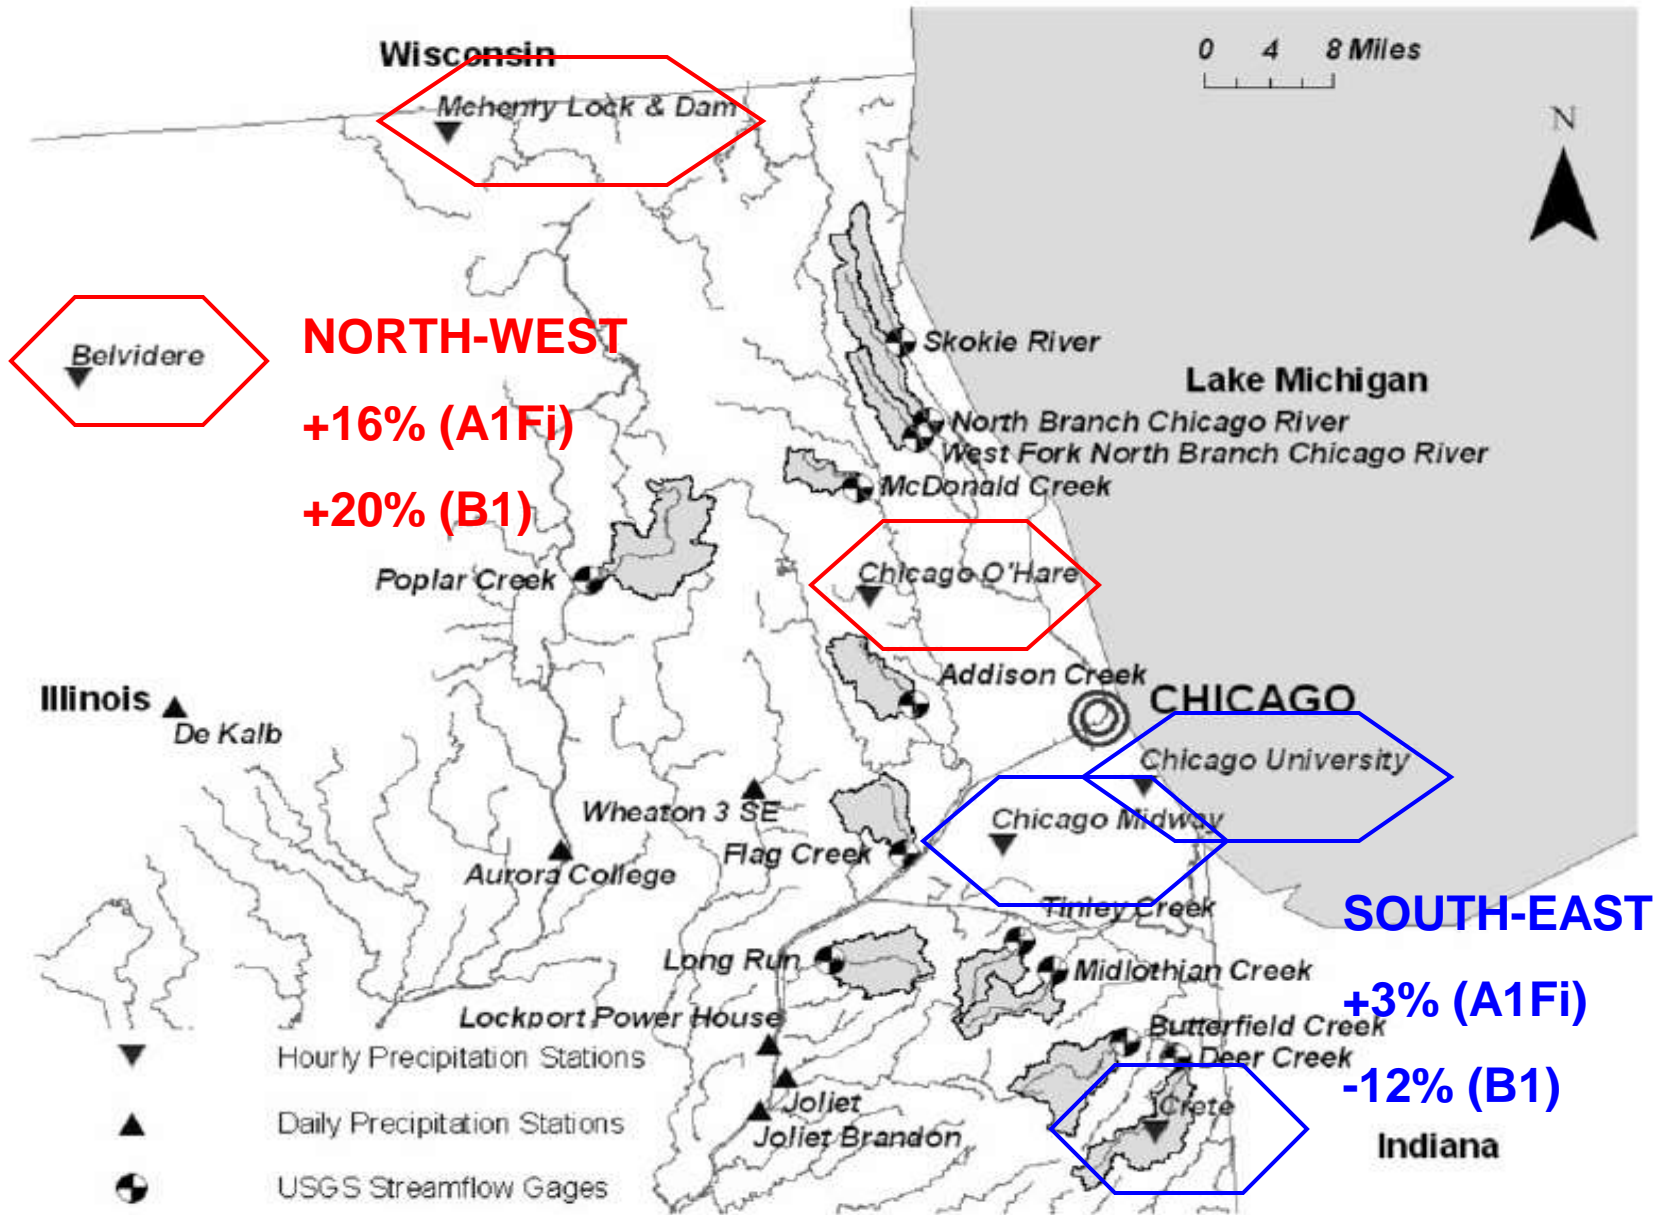 Wisconsin
0 4 8 Miles
Mchenry Lock & Dam
N
Belvidere
NORTH-WEST
+16% (A1Fi)
+20% (B1)
Skokie River
Lake Michigan
North Branch Chicago River
West Fork North Branch Chicago River
McDonald Creek
Poplar Creek
Chicago O'Hare
Addison Creek
Illinois
CHICAGO
De Kalb
Chicago University
Wheaton 3 SE
Chicago Midway
Flag Creek
Aurora College
Tinley Creek
SOUTH-EAST
+3% (A1Fi)
-12% (B1)
Long Run
Midlothian Creek
Lockport Power House
Butterfield Creek
Deer Creek
Hourly Precipitation Stations
Joliet
Crete
Daily Precipitation Stations
Joliet Brandon
Indiana
USGS Streamflow Gages